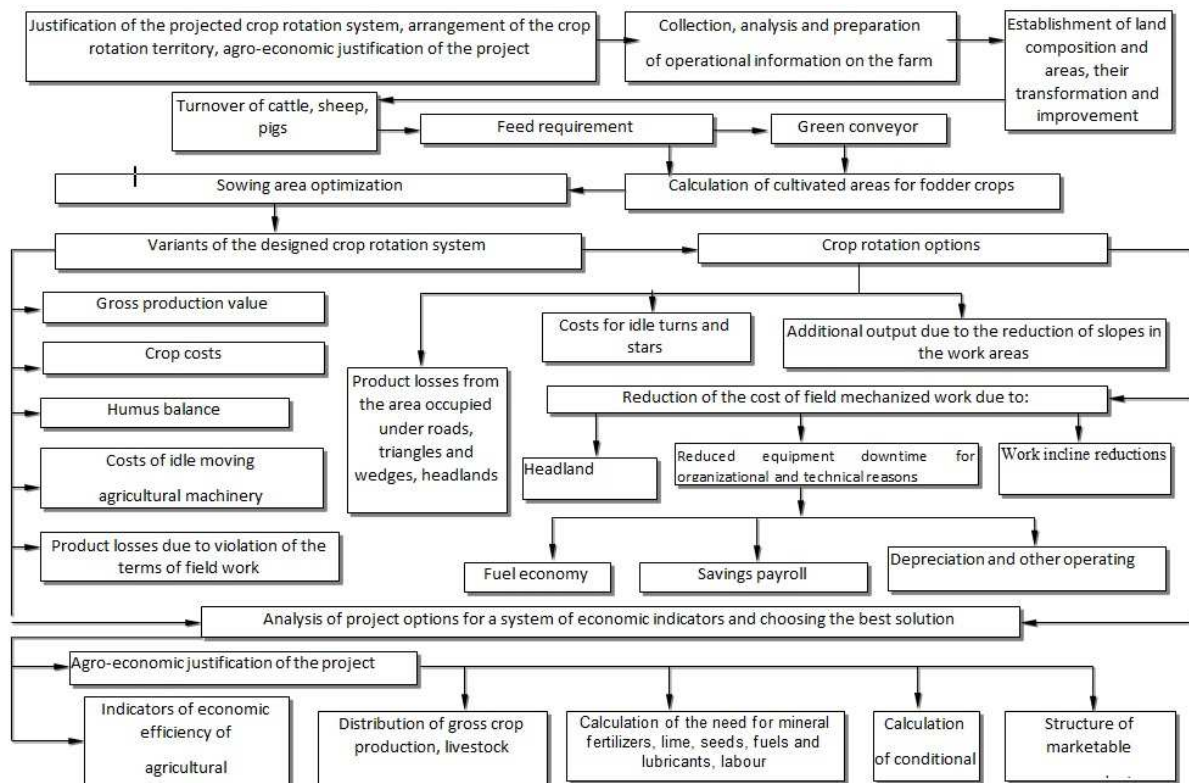 Justification of the projected crop rotation system, arrangement of the crop
rotation territory, agro-economic justification of the project
Collection, analysis and preparation
of operational information on the farm
Establishment of land
composition and
areas, their
transformation and
improvement
Turnover of cattle, sheep,
pigs
Feed requirement
Green conveyor
Sowing area optimization
Calculation of cultivated areas for fodder crops
Variants of the designed crop rotation system
Crop rotation options
Gross production value
Crop costs
Humus balance
Costs of idle moving
agricultural machinery
Product losses due to violation of the
terms of field work
Product losses from
the area occupied
under roads,
triangles and
wedges, headlands
Costs for idle turns and
stars
Additional output due to the reduction of slopes in
the work areas
Reduction of the cost of field mechanized work due to:
Headland
Reduced equipment downtime for
organizational and technical reasons
Work incline reductions
Fuel economy
Savings payroll
Depreciation and other operating
Analysis of project options for a system of economic indicators and choosing the best solution
Agro-economic justification of the project
Indicators of economic
efficiency of
agricultural
Distribution of gross crop
production, livestock
Calculation of the need for mineral
fertilizers, lime, seeds, fuels and
lubricants, labour
Calculation
of conditional
Structure of
marketable